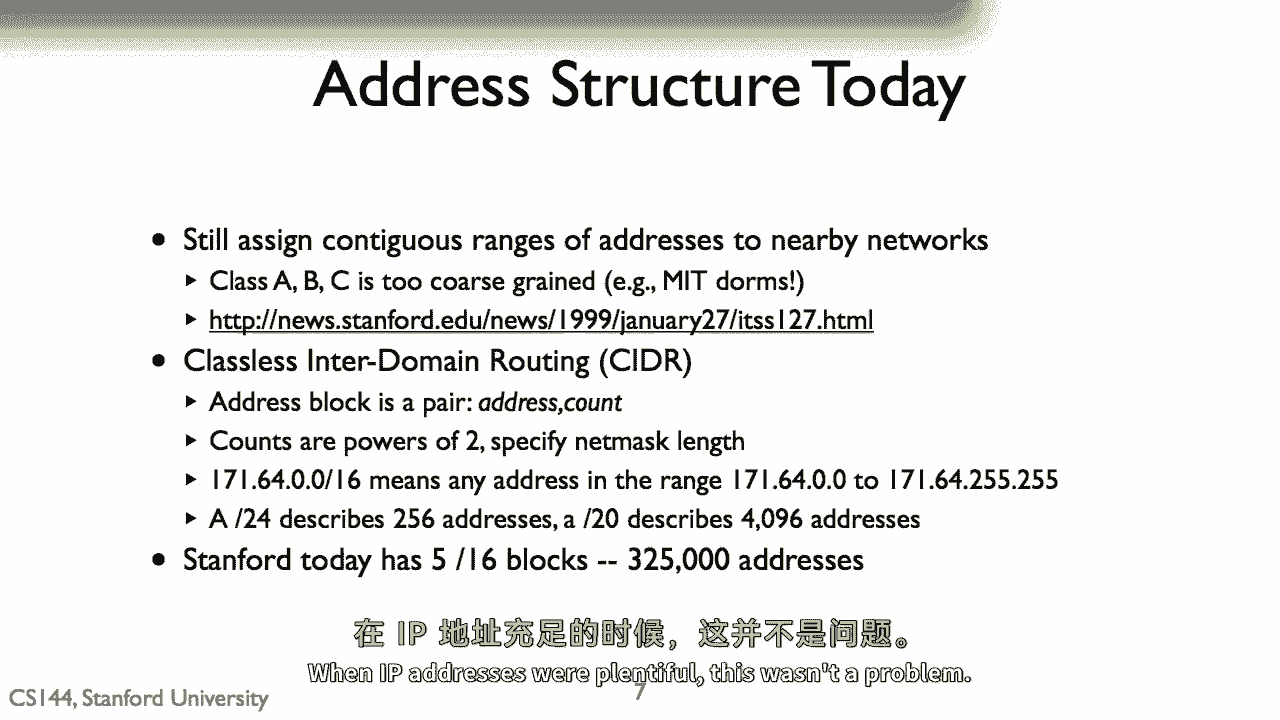 Address Structure Today
• Still assign contiguous ranges of addresses to nearby networks
‣ Class A, B, C is too coarse grained (e.g., MIT dorms!)
‣ http://news.stanford.edu/news/1999/january27/itss127.html
• Classless Inter-Domain Routing (CIDR)
‣ Address block is a pair: address,count
‣ Counts are powers of 2, specify netmask length
‣ 171.64.0.0/16 means any address in the range 171.64.0.0 to 171.64.255.255
‣ A /24 describes 256 addresses, a /20 describes 4,096 addresses
• Stanford today has 5 /16 blocks -- 325,000 addresses
在 IP 地址充足的时候，这并不是问题。
When IP addresses were plentiful, this wasn't a problem.
CS144, Stanford University
7